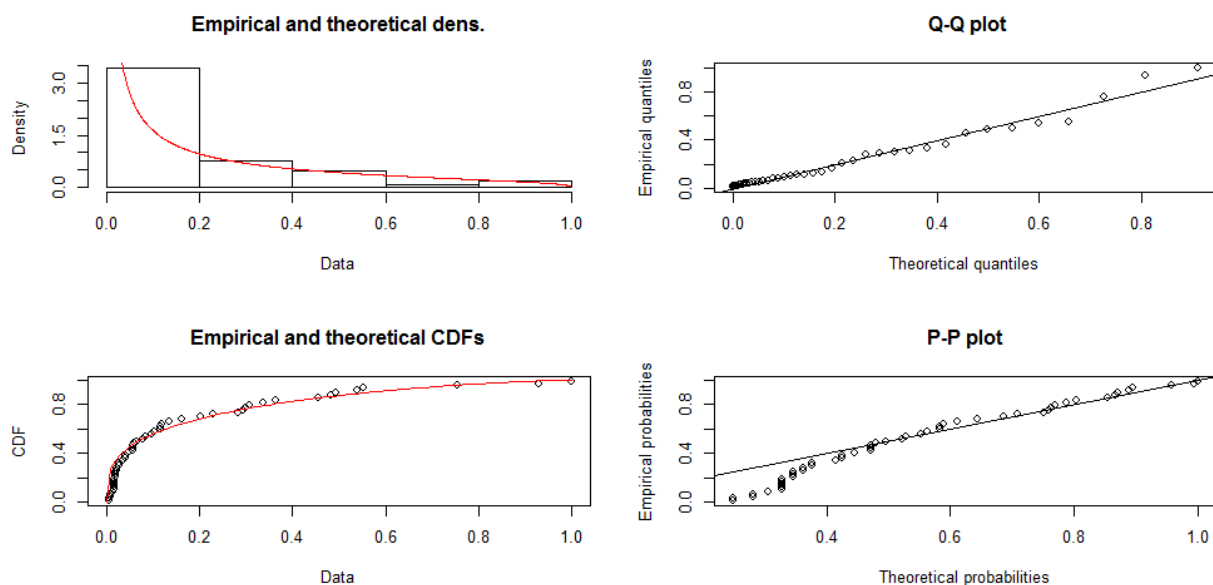 Empirical and theoretical dens.
Density
0.0 1.5 3.0
0.0 0.2 0.4 0.6 0.8 1.0
Data
Q-Q plot
Empirical quantiles
0.0 0.4 0.8
0.0 0.2 0.4 0.6 0.8
Theoretical quantiles
Empirical and theoretical CDFs
CDF
0.0 0.4 0.8
0.0 0.2 0.4 0.6 0.8 1.0
Data
P-P plot
Empirical probabilities
0.0 0.4 0.8
0.4 0.6 0.8 1.0
Theoretical probabilities